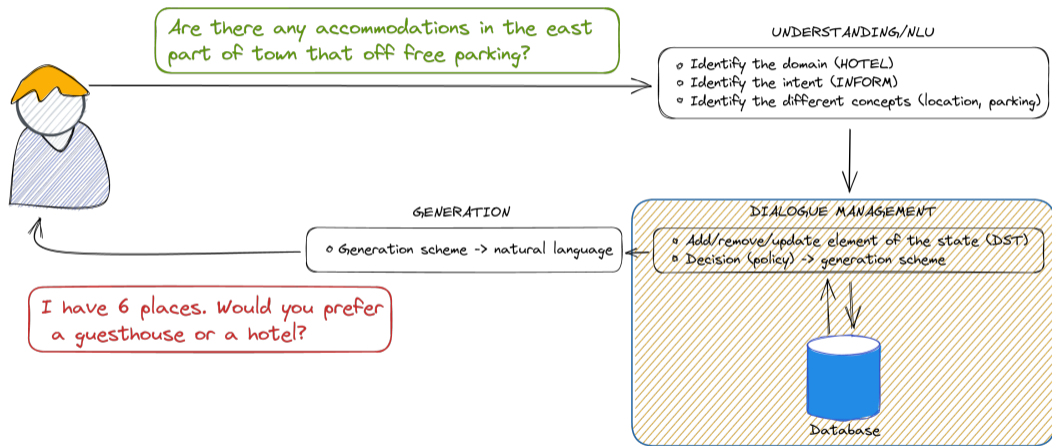 Are there any accommodations in the east
part of town that off free parking?
UNDERSTANDING/NLU
Identify the domain (HOTEL)
Identify the intent (INFORM)
Identify the different concepts (location, parking)
GENERATION
Generation scheme -> natural language
DIALOGUE MANAGEMENT
Add/remove/update element of the state (DST)
Decision (policy) -> generation scheme
I have 6 places. Would you prefer
a guesthouse or a hotel?
Database